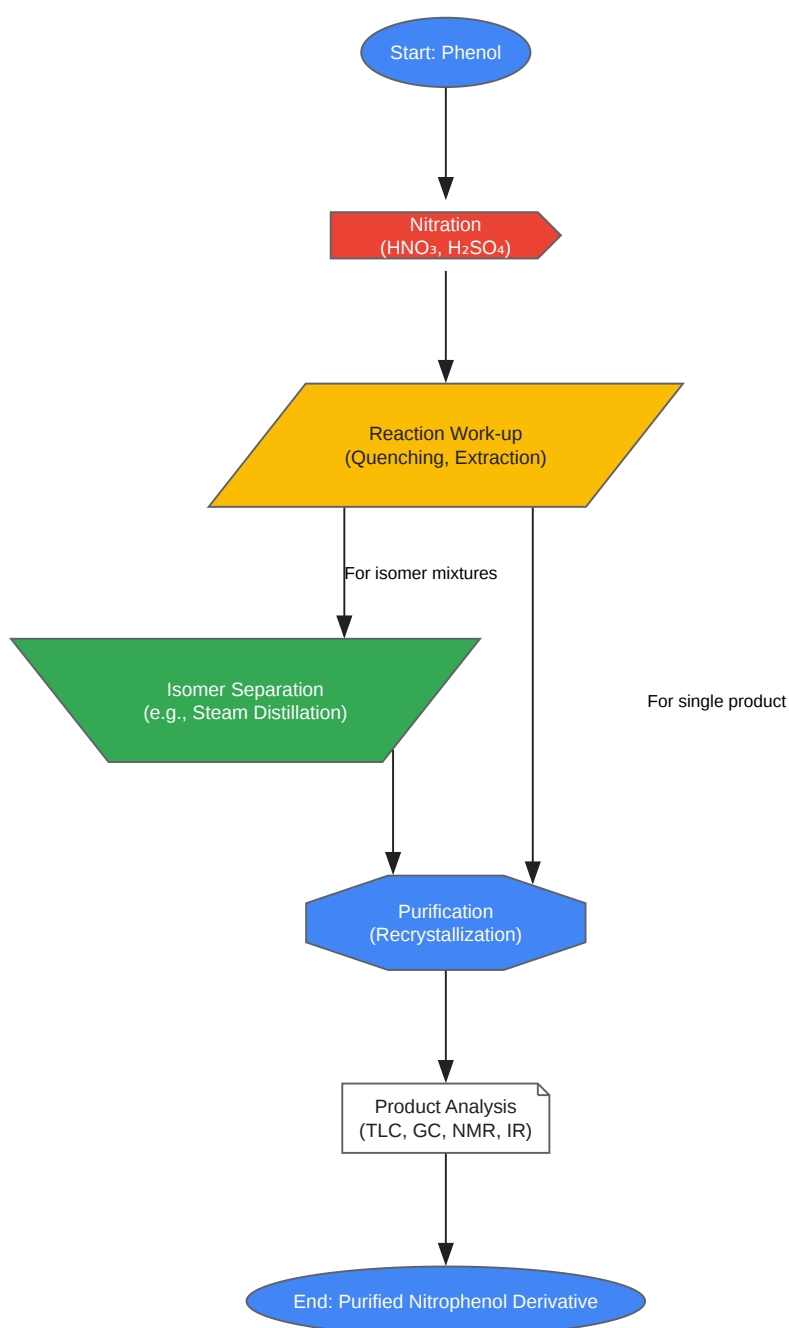 Start: Phenol
Nitration
(HNO₃, H₂SO₄)
Reaction Work-up
(Quenching, Extraction)
For isomer mixtures
Isomer Separation
(e.g., Steam Distillation)
For single product
Purification
(Recrystallization)
Product Analysis
(TLC, GC, NMR, IR)
End: Purified Nitrophenol Derivative